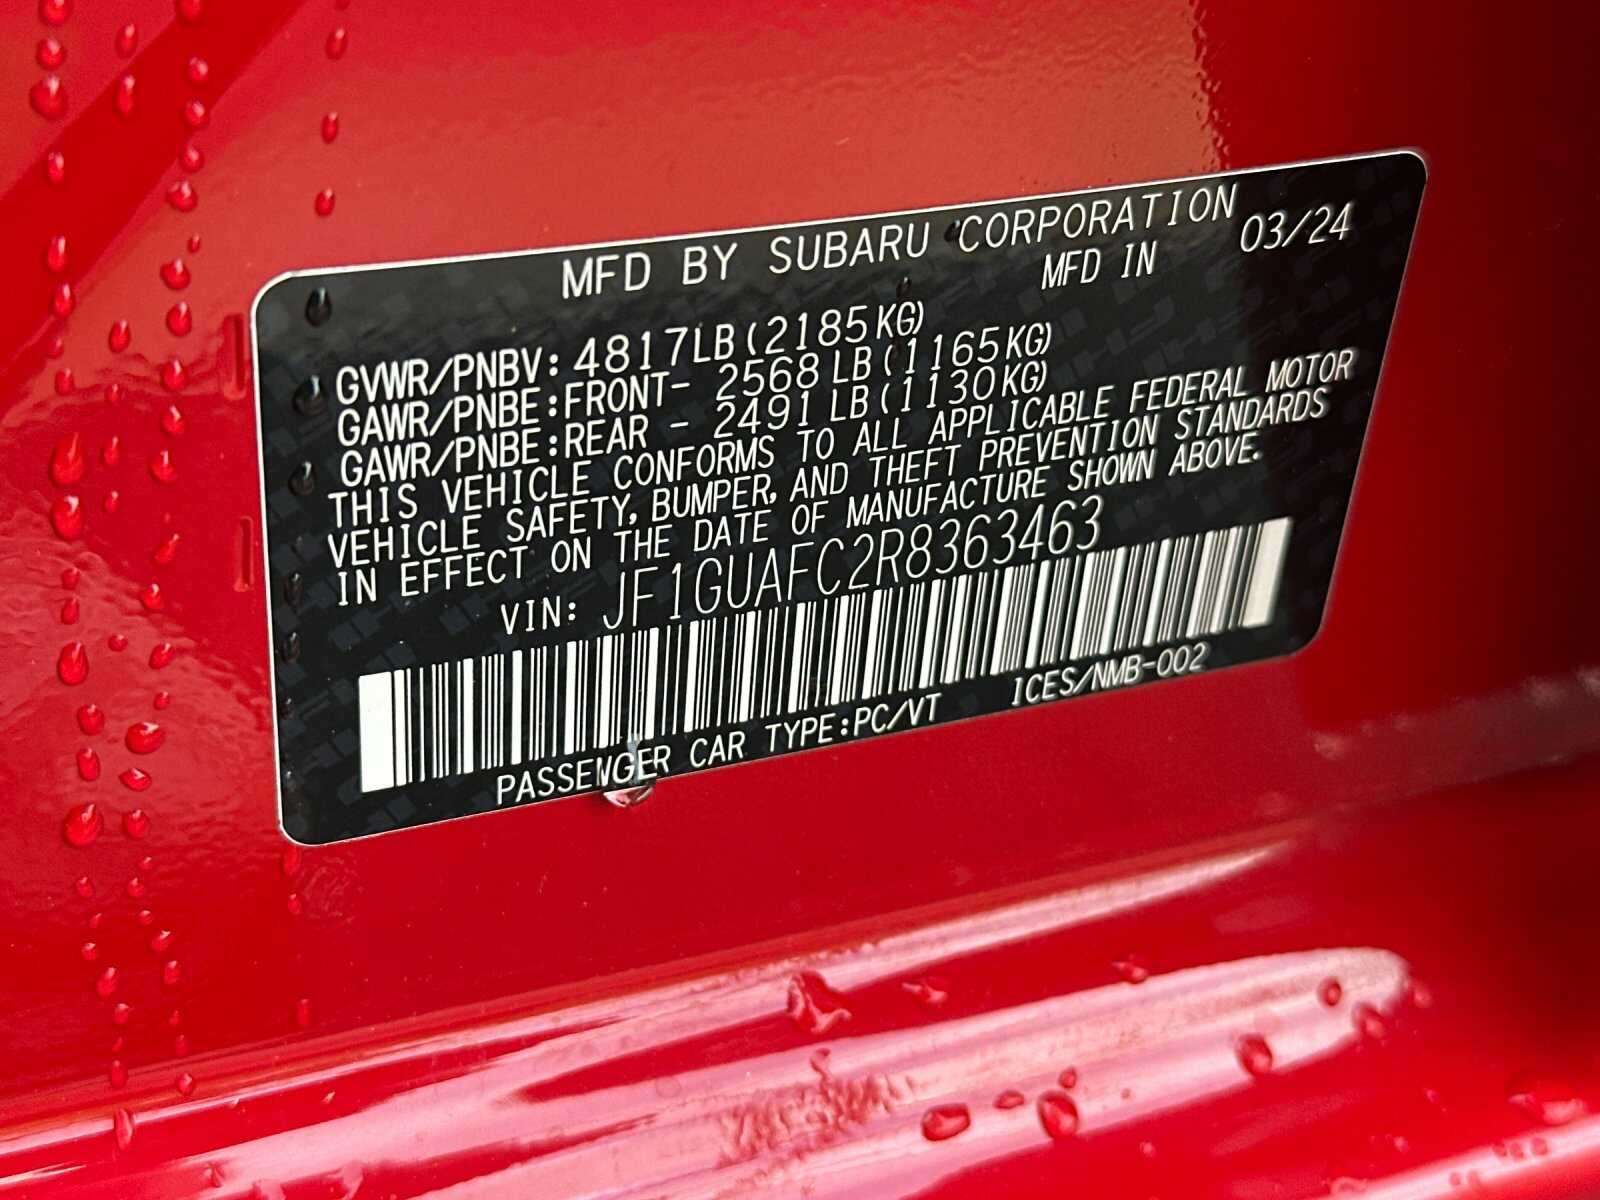 MFD BY SUBARU CORPORATION
MFD IN 03/24
GVWR/PNBV:4817LB(2185KG)
GAWR/PNBE:FRONT- 2568LB(1165KG)
GAWR/PNBE:REAR - 2491LB(1130KG)
THIS VEHICLE CONFORMS TO ALL APPLICABLE FEDERAL MOTOR
VEHICLE SAFETY, BUMPER, AND THEFT PREVENTION STANDARDS
IN EFFECT ON THE DATE OF MANUFACTURE SHOWN ABOVE.
VIN: JF1GUAFC2R8363463
PASSENGER CAR TYPE:PC/VT ICES/NMB-002